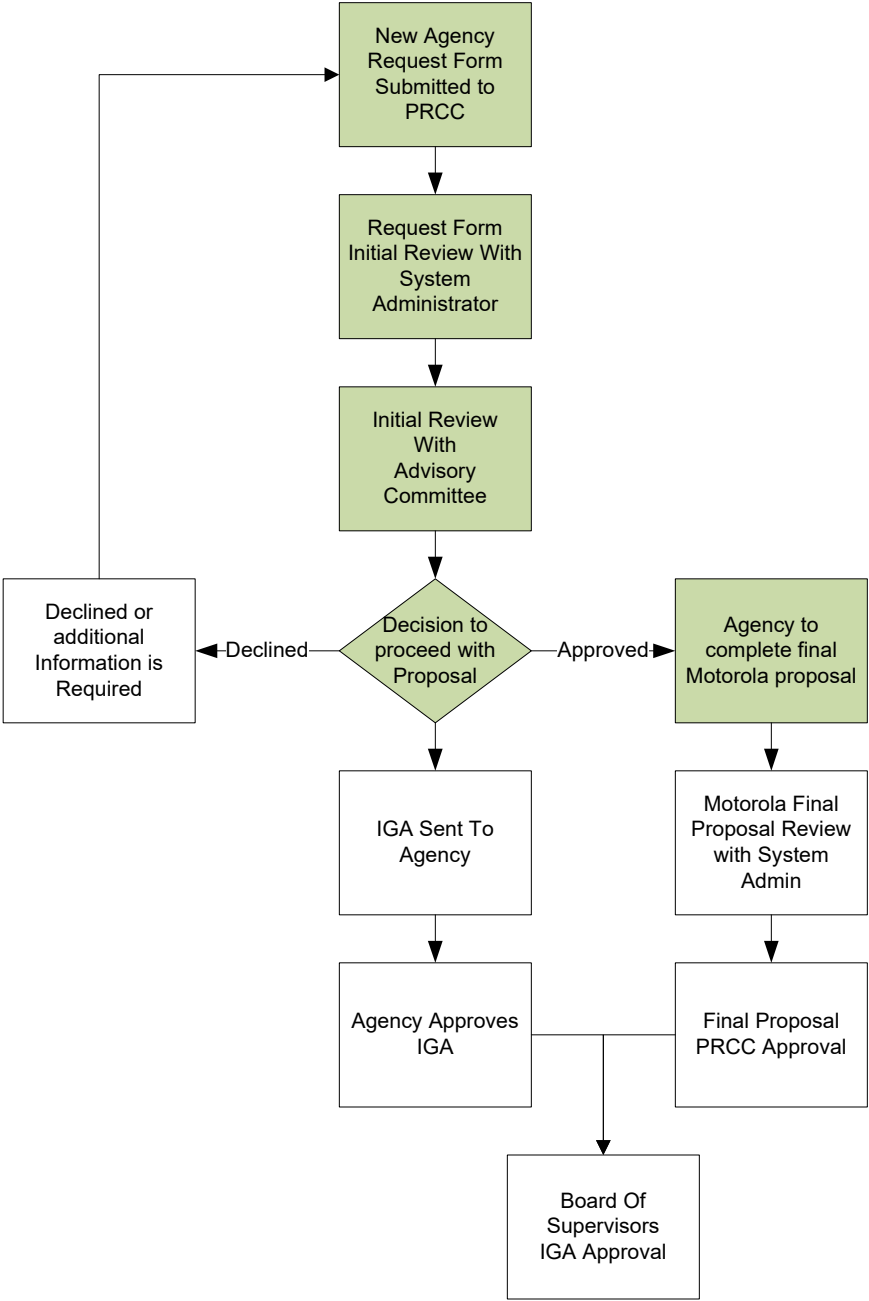 New Agency
Request Form
Submitted to
PRCC
Request Form
Initial Review With
System
Administrator
Initial Review
With
Advisory
Committee
Declined or
additional
Information is
Required
Declined
Decision to
proceed with
Proposal
Approved
Agency to
complete final
Motorola proposal
IGA Sent To
Agency
Motorola Final
Proposal Review
with System
Admin
Agency Approves
IGA
Final Proposal
PRCC Approval
Board Of
Supervisors
IGA Approval